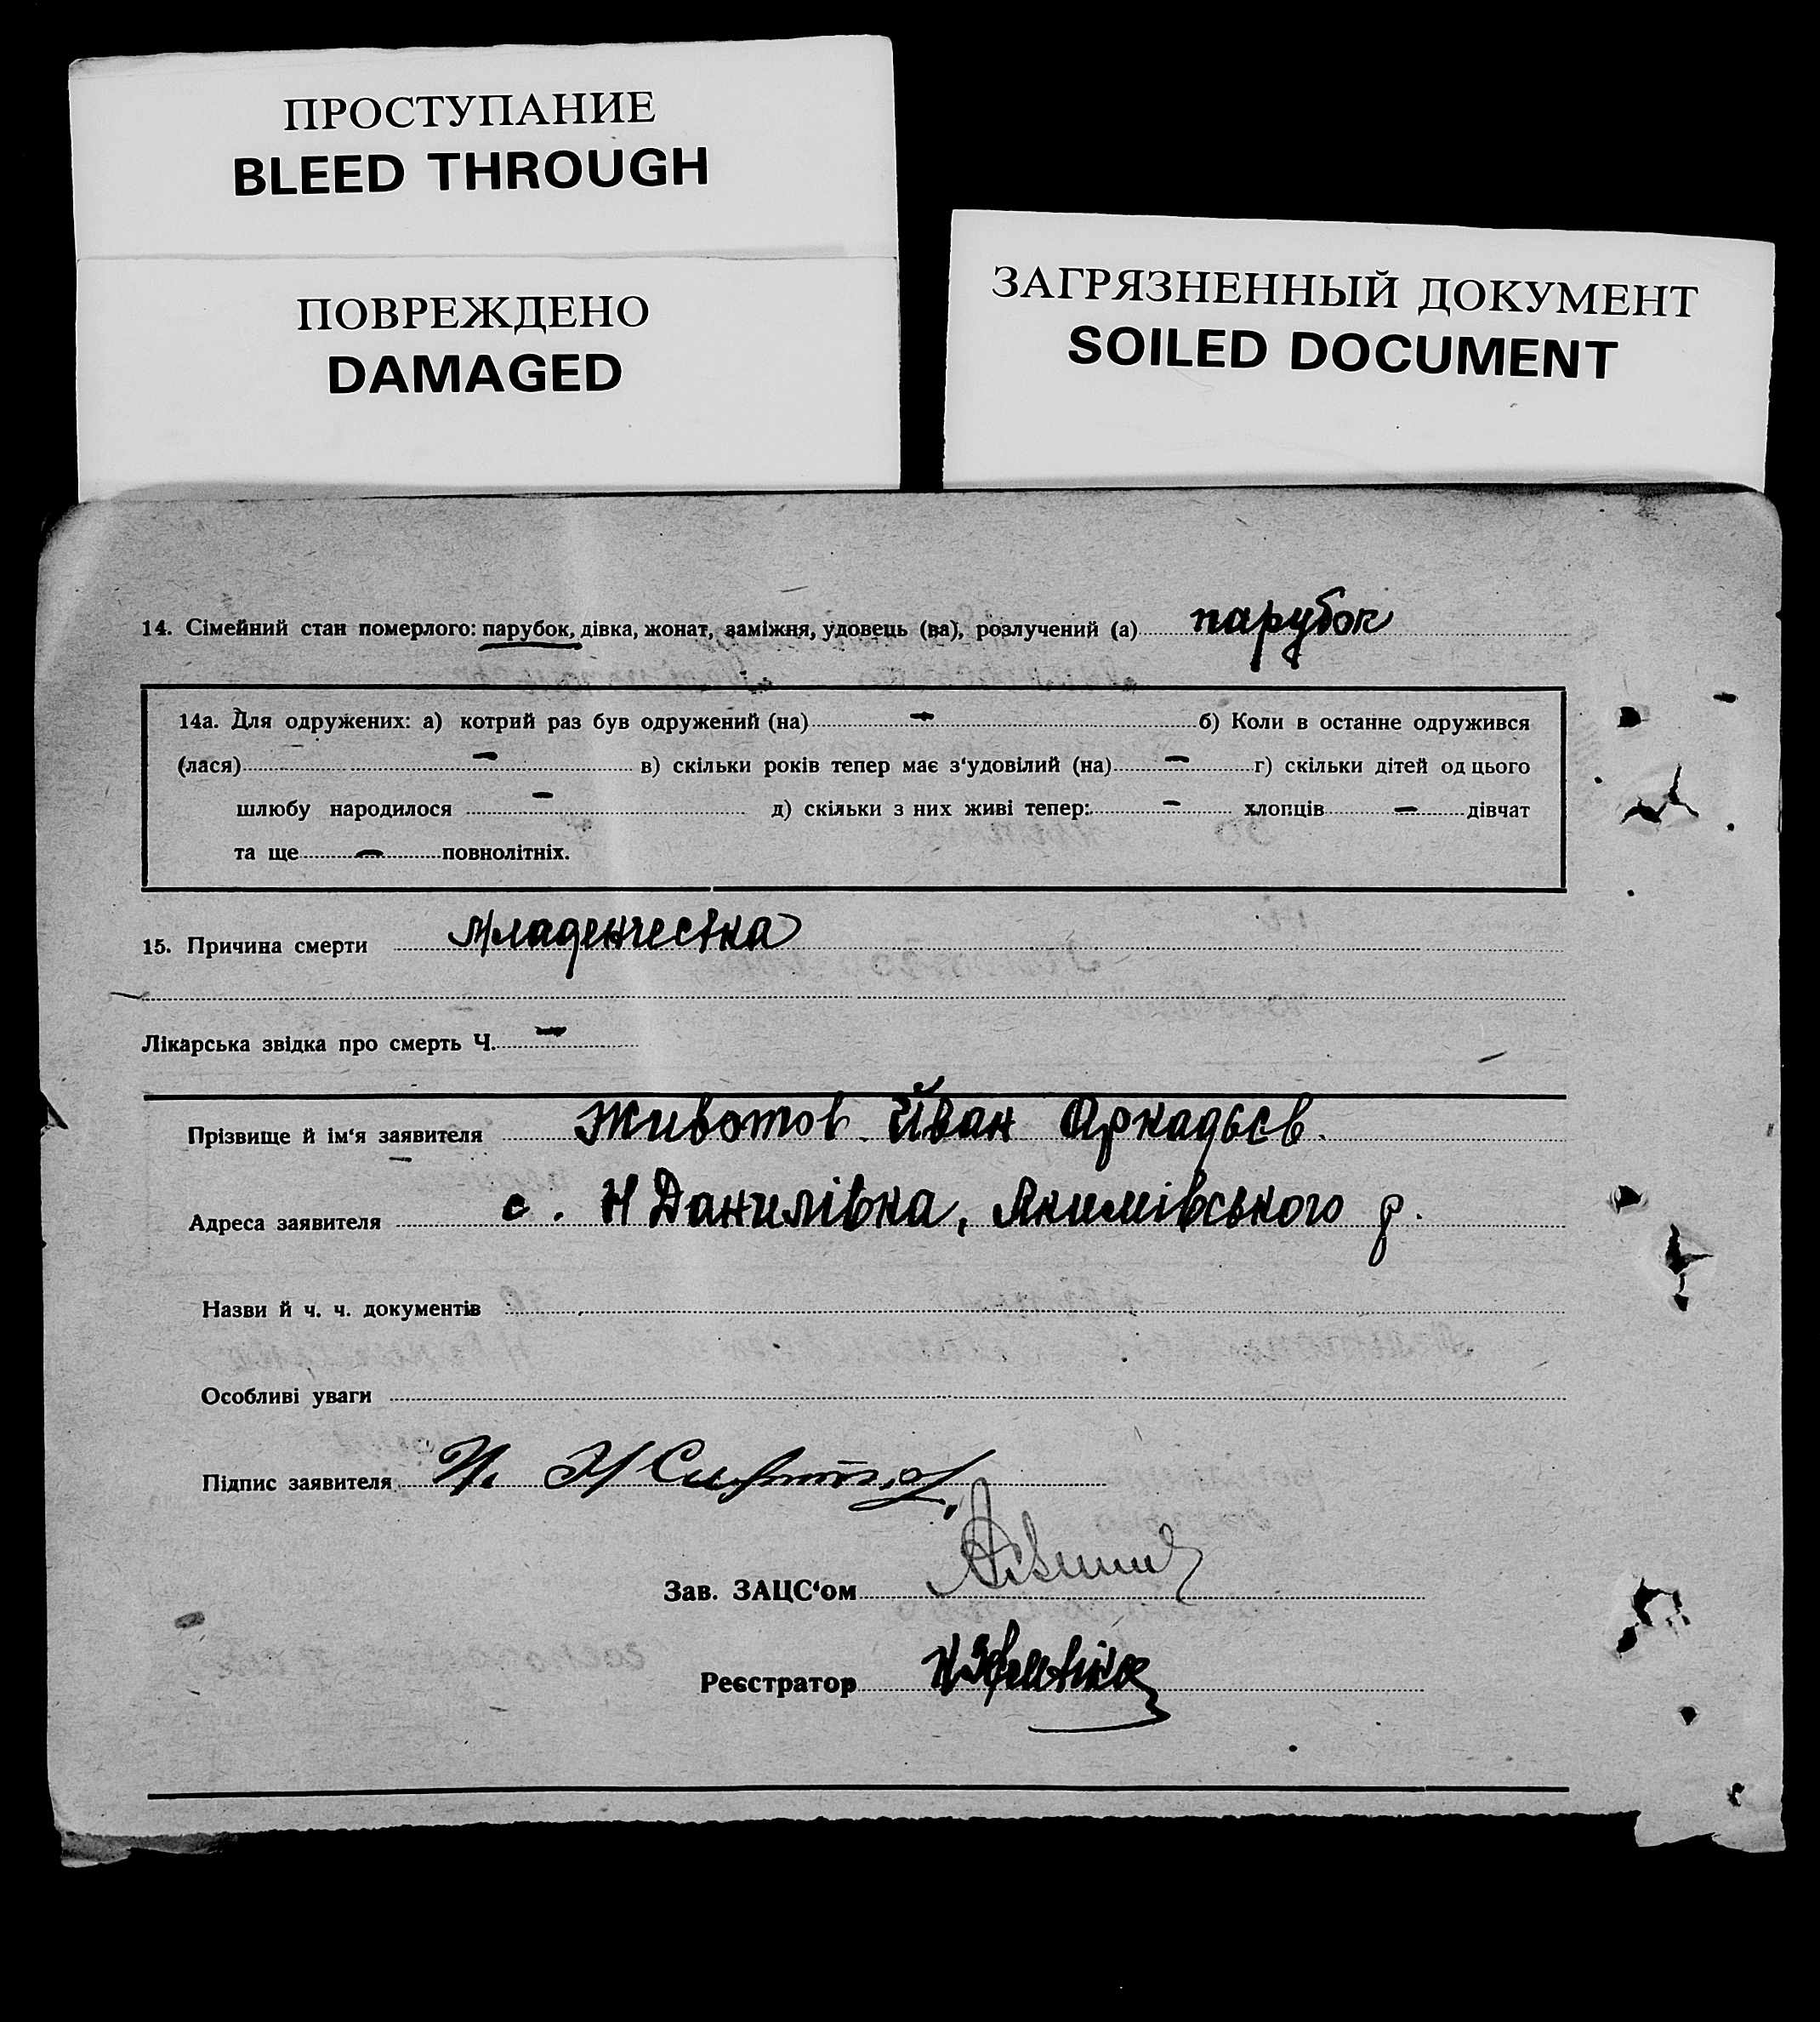 ПРОСТУПАНИЕ
BLEED THROUGH
ПОВРЕЖДЕНО
DAMAGED
ЗАГРЯЗНЕННЫЙ ДОКУМЕНТ
SOILED DOCUMENT
14. Сімейний стан померлого: парубок, дівка, жонат, заміжня, удовець (ва), розлучений (а) парубок
14а. Для одружених: а) котрий раз був одружений (на) – б) Коли в останне одружився
(лася) – в) скільки років тепер має з‘удовілий (на) – г) скільки дітей од цього
шлюбу народилося – д) скільки з них живі тепер: – хлопців – дівчат
та ще – повнолітніх.
15. Причина смерти Младенчества
Лікарська звідка про смерть Ч. –
Прізвище й ім‘я заявителя Животов Йван Аркадьєв.
Адреса заявителя с. Н Данилівка, Якимівського р.
Назви й ч. ч. документів
Особливі уваги
Підпис заявителя
Зав. ЗАЦС‘ом
Реєстратор